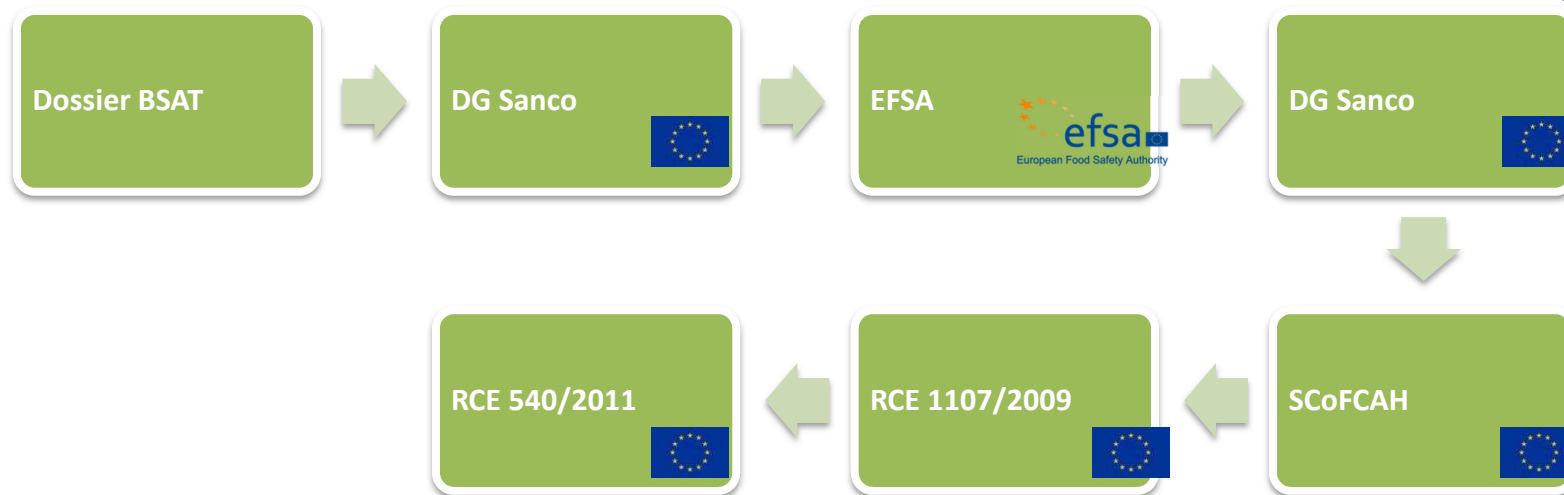 Dossier BSAT
DG Sanco
EFSA
efsa
European Food Safety Authority
DG Sanco
SCoFCAH
RCE 1107/2009
RCE 540/2011